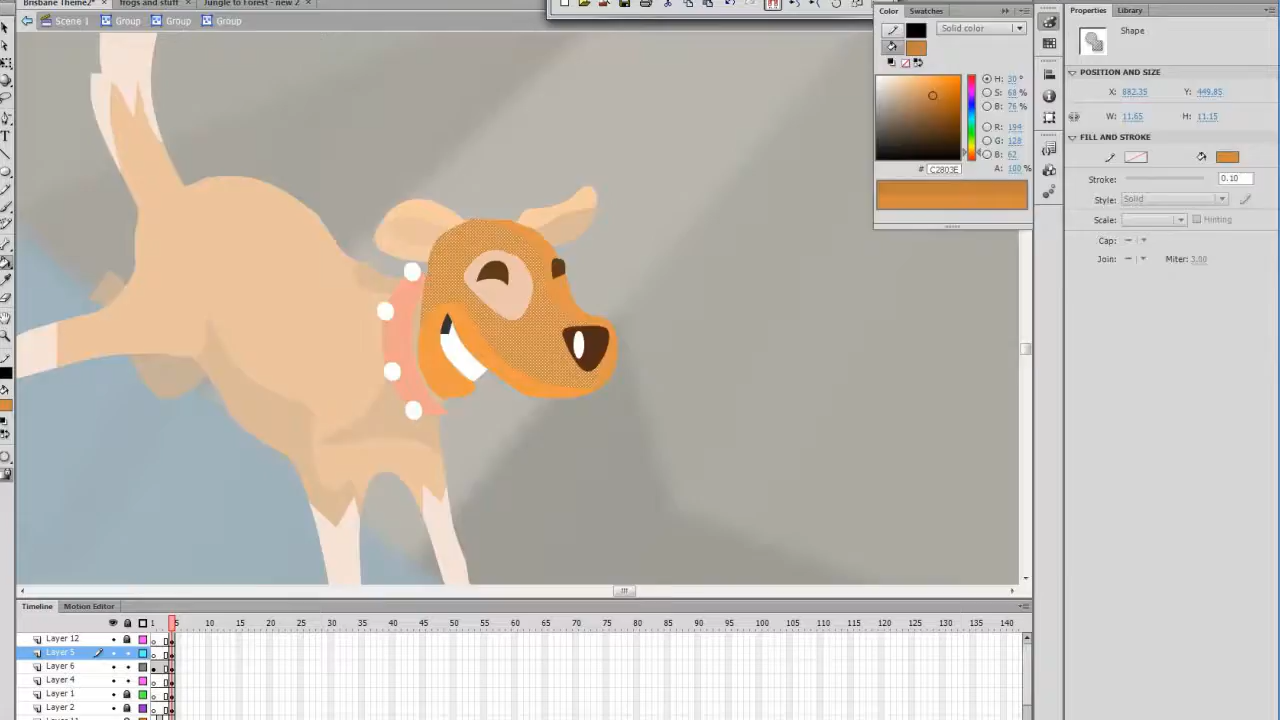 Brisbane Theme2* × frogs and stuff × Jungle to Forest - new 2 ×
Scene 1 Group Group Group
Color Swatches
Solid color
H: 30 °
S: 68 %
B: 76 %
R: 194
G: 128
B: 62
A: 100 %
# C2803E
Properties Library
Shape
POSITION AND SIZE
X: 882.35 Y: 449.85
W: 11.65 H: 11.15
FILL AND STROKE
Stroke: 0.10
Style: Solid
Scale: Hinting
Cap:
Join: Miter: 3.00
Timeline Motion Editor
1 5 10 15 20 25 30 35 40 45 50 55 60 65 70 75 80 85 90 95 100 105 110 115 120 125 130 135 140
Layer 12
Layer 5
Layer 6
Layer 4
Layer 1
Layer 2